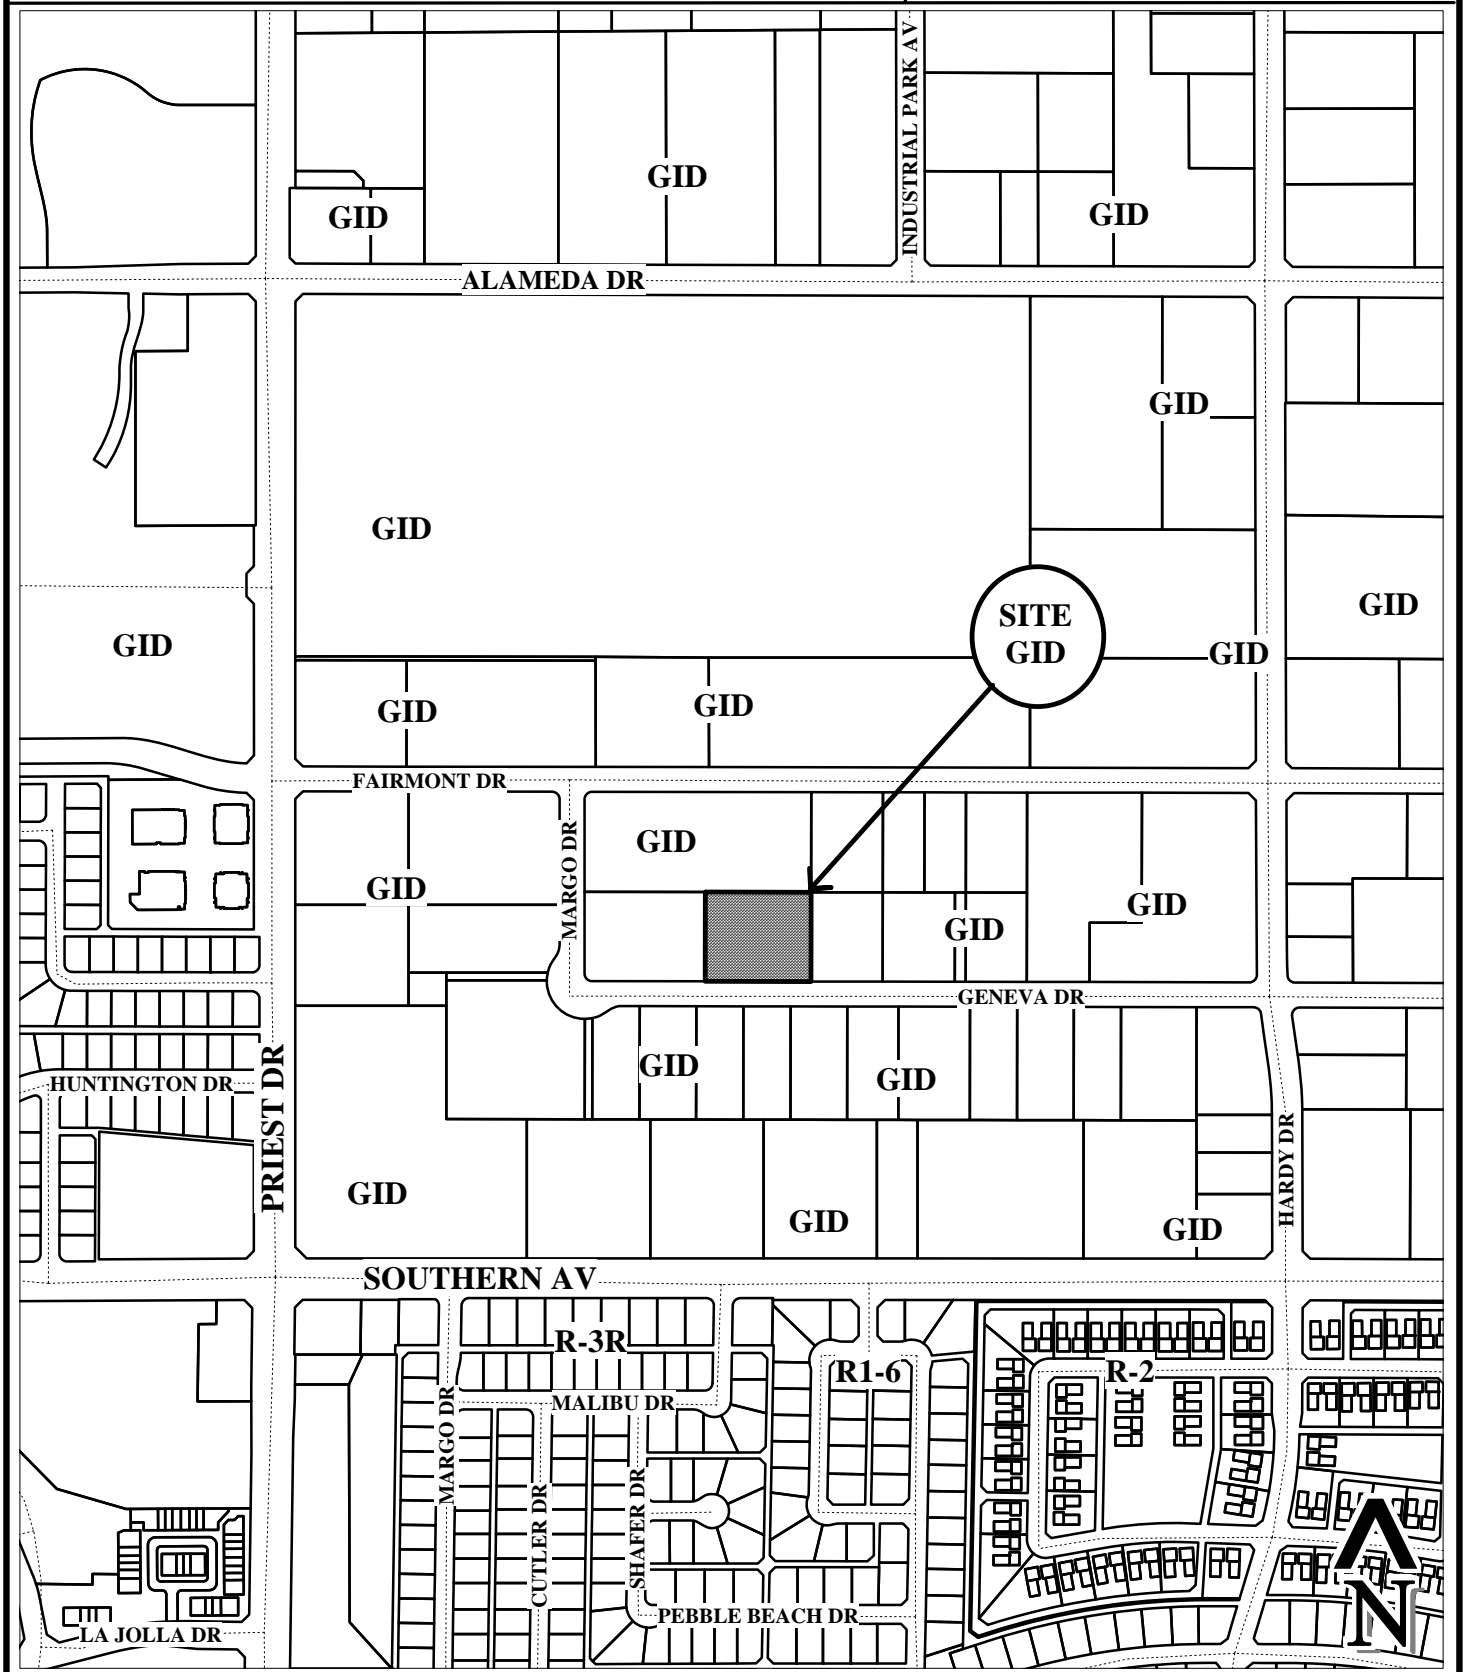 INDUSTRIAL PARK AV
GID
GID
GID
ALAMEDA DR
GID
GID
SITE
GID
GID
GID
GID
GID
GID
FAIRMONT DR
MARGO DR
GID
GID
GID
GID
GENEVA DR
PRIEST DR
GID
GID
HUNTINGTON DR
HARDY DR
GID
GID
GID
SOUTHERN AV
R-3R
R1-6
R-2
MARGO DR
MALIBU DR
CUTLER DR
SHAFER DR
PEBBLE BEACH DR
LA JOLLA DR
N